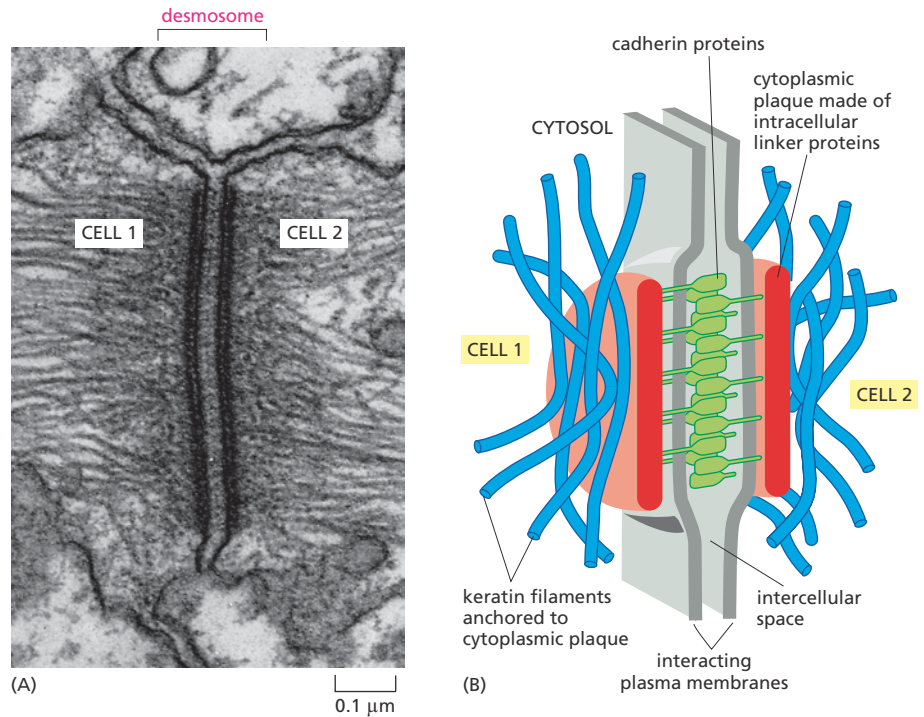 desmosome
CELL 1
CELL 2
(A)
0.1 μm
cadherin proteins
cytoplasmic
plaque made of
intracellular
linker proteins
CYTOSOL
CELL 1
CELL 2
keratin filaments
anchored to
cytoplasmic plaque
intercellular
space
interacting
plasma membranes
(B)